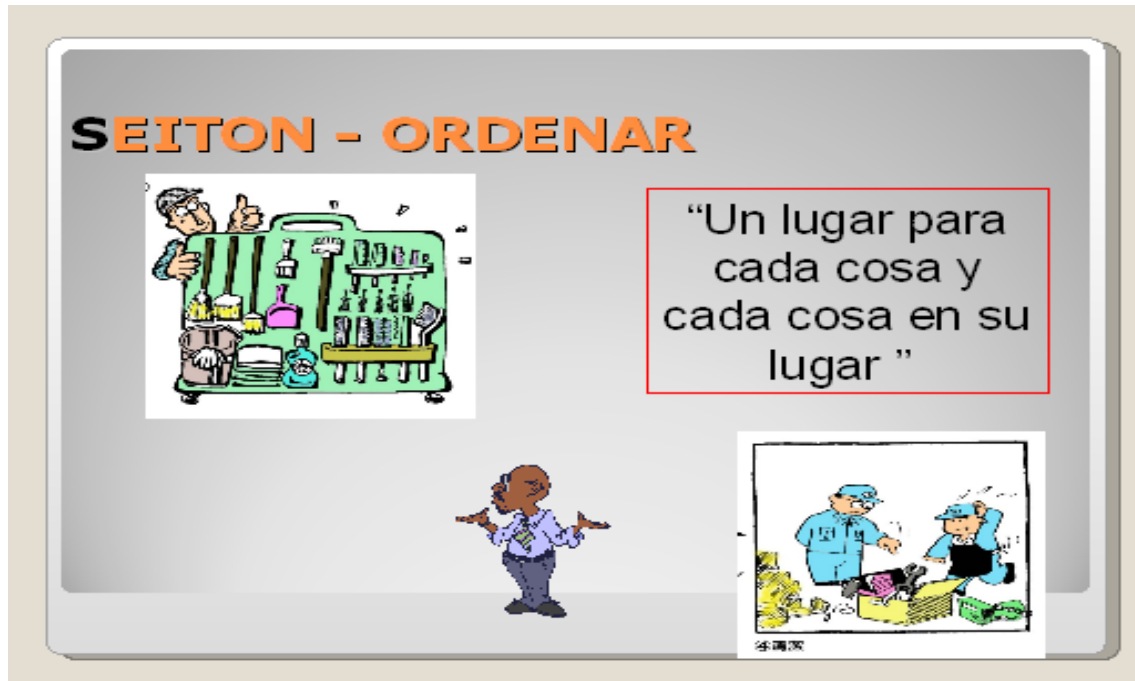 SEITON - ORDENAR
“Un lugar para
cada cosa y
cada cosa en su
lugar ”